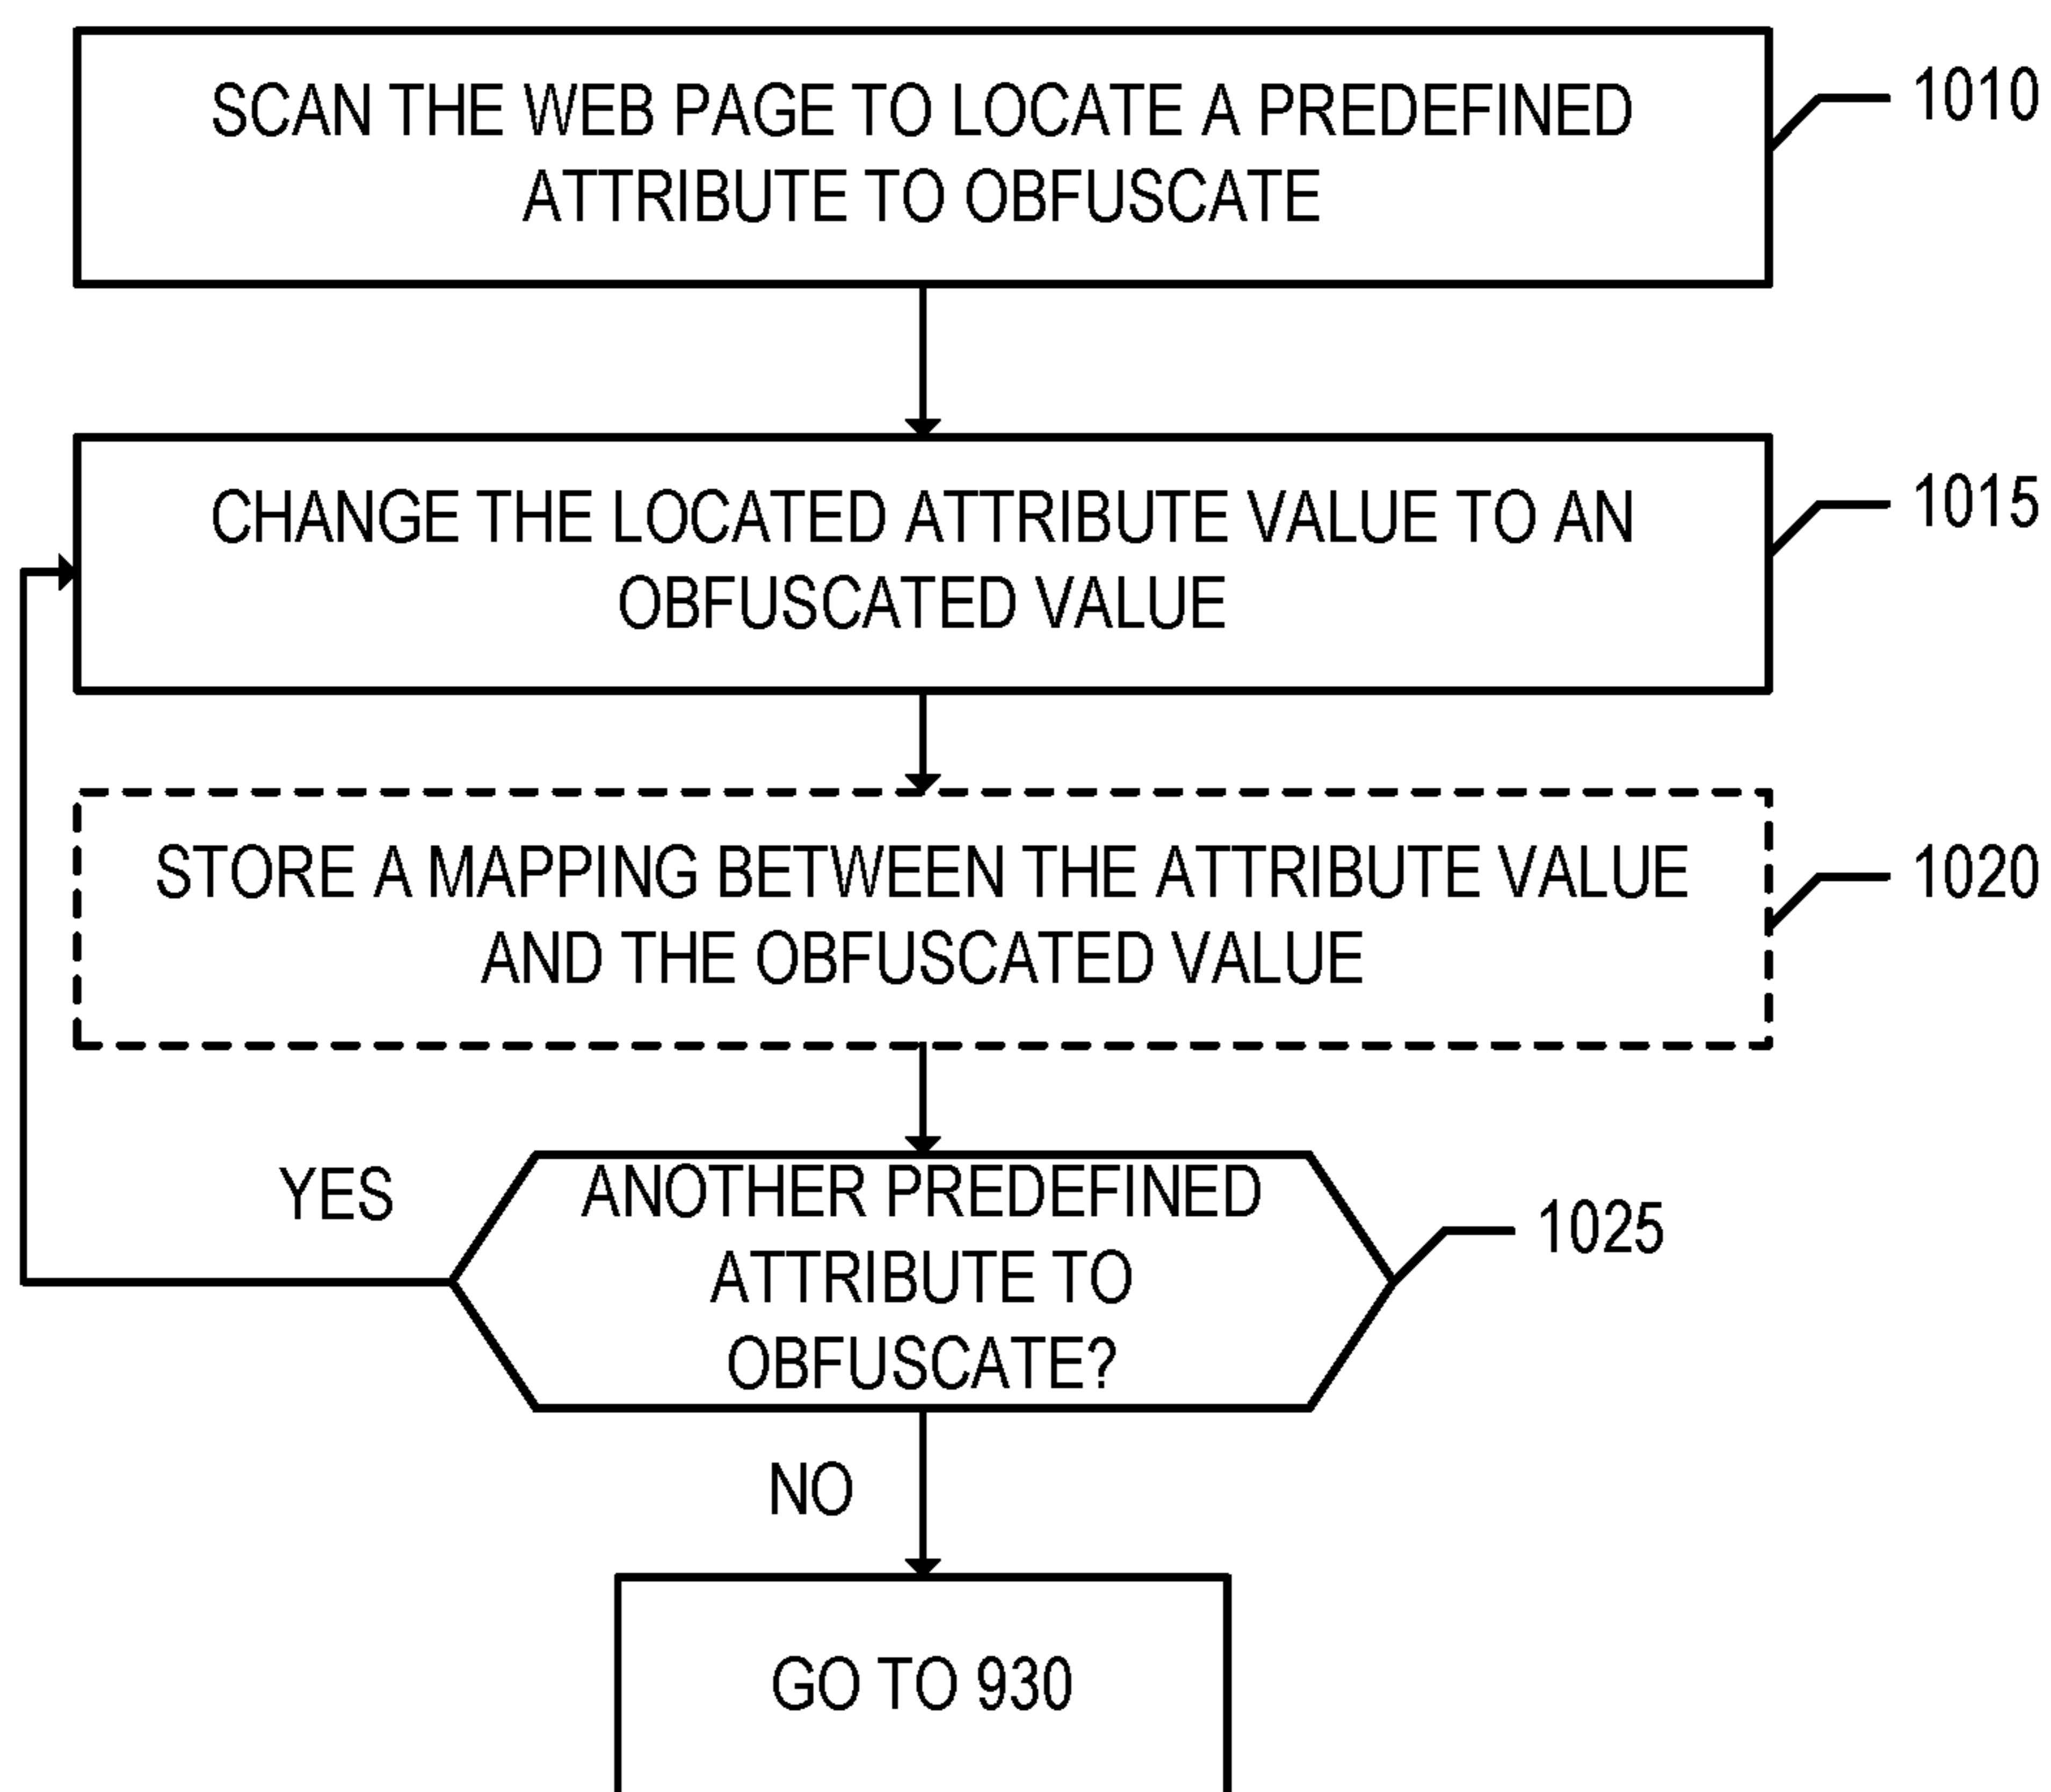 SCAN THE WEB PAGE TO LOCATE A PREDEFINED
ATTRIBUTE TO OBFUSCATE
1010
CHANGE THE LOCATED ATTRIBUTE VALUE TO AN
OBFUSCATED VALUE
1015
STORE A MAPPING BETWEEN THE ATTRIBUTE VALUE
AND THE OBFUSCATED VALUE
1020
YES
ANOTHER PREDEFINED
ATTRIBUTE TO
OBFUSCATE?
1025
NO
GO TO 930